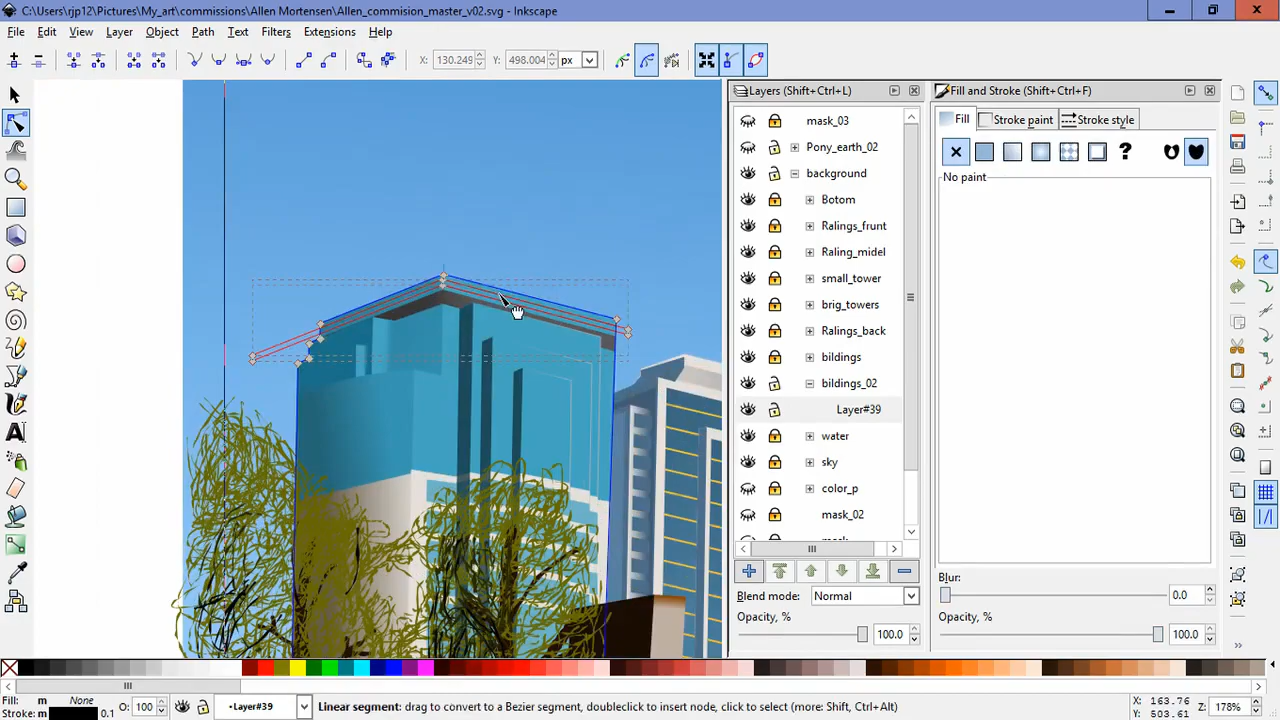 C:\Users\rjp12\Pictures\My_art\commissions\Allen Mortensen\Allen_commision_master_v02.svg - Inkscape
File Edit View Layer Object Path Text Filters Extensions Help
X: 130.249 Y: 498.004 px
Layers (Shift+Ctrl+L)
Fill and Stroke (Shift+Ctrl+F)
mask_03
Pony_earth_02
background
Botom
Ralings_frunt
Raling_midel
small_tower
brig_towers
Ralings_back
bildings
bildings_02
Layer#39
water
sky
color_p
mask_02
Fill Stroke paint Stroke style
No paint
Blend mode: Normal
Opacity, % 100.0
Blur: 0.0
Opacity, % 100.0
Fill: m None
Stroke: m 0.1
O: 100
•Layer#39
Linear segment: drag to convert to a Bezier segment, doubleclick to insert node, click to select (more: Shift, Ctrl+Alt)
X: 163.76
Y: 503.61
Z: 178%